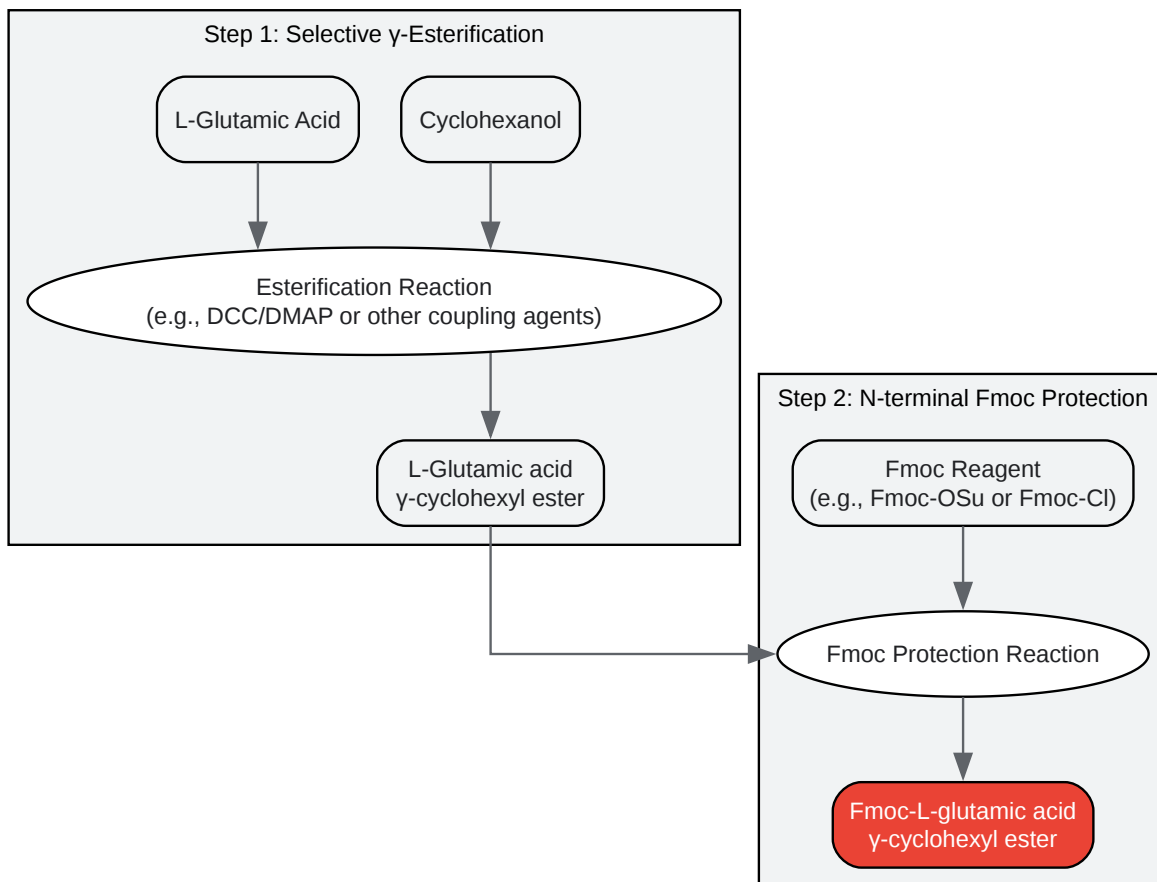 Step 1: Selective γ-Esterification
L-Glutamic Acid
Cyclohexanol
Esterification Reaction
(e.g., DCC/DMAP or other coupling agents)
L-Glutamic acid
γ-cyclohexyl ester
Step 2: N-terminal Fmoc Protection
Fmoc Reagent
(e.g., Fmoc-OSu or Fmoc-Cl)
Fmoc Protection Reaction
Fmoc-L-glutamic acid
γ-cyclohexyl ester